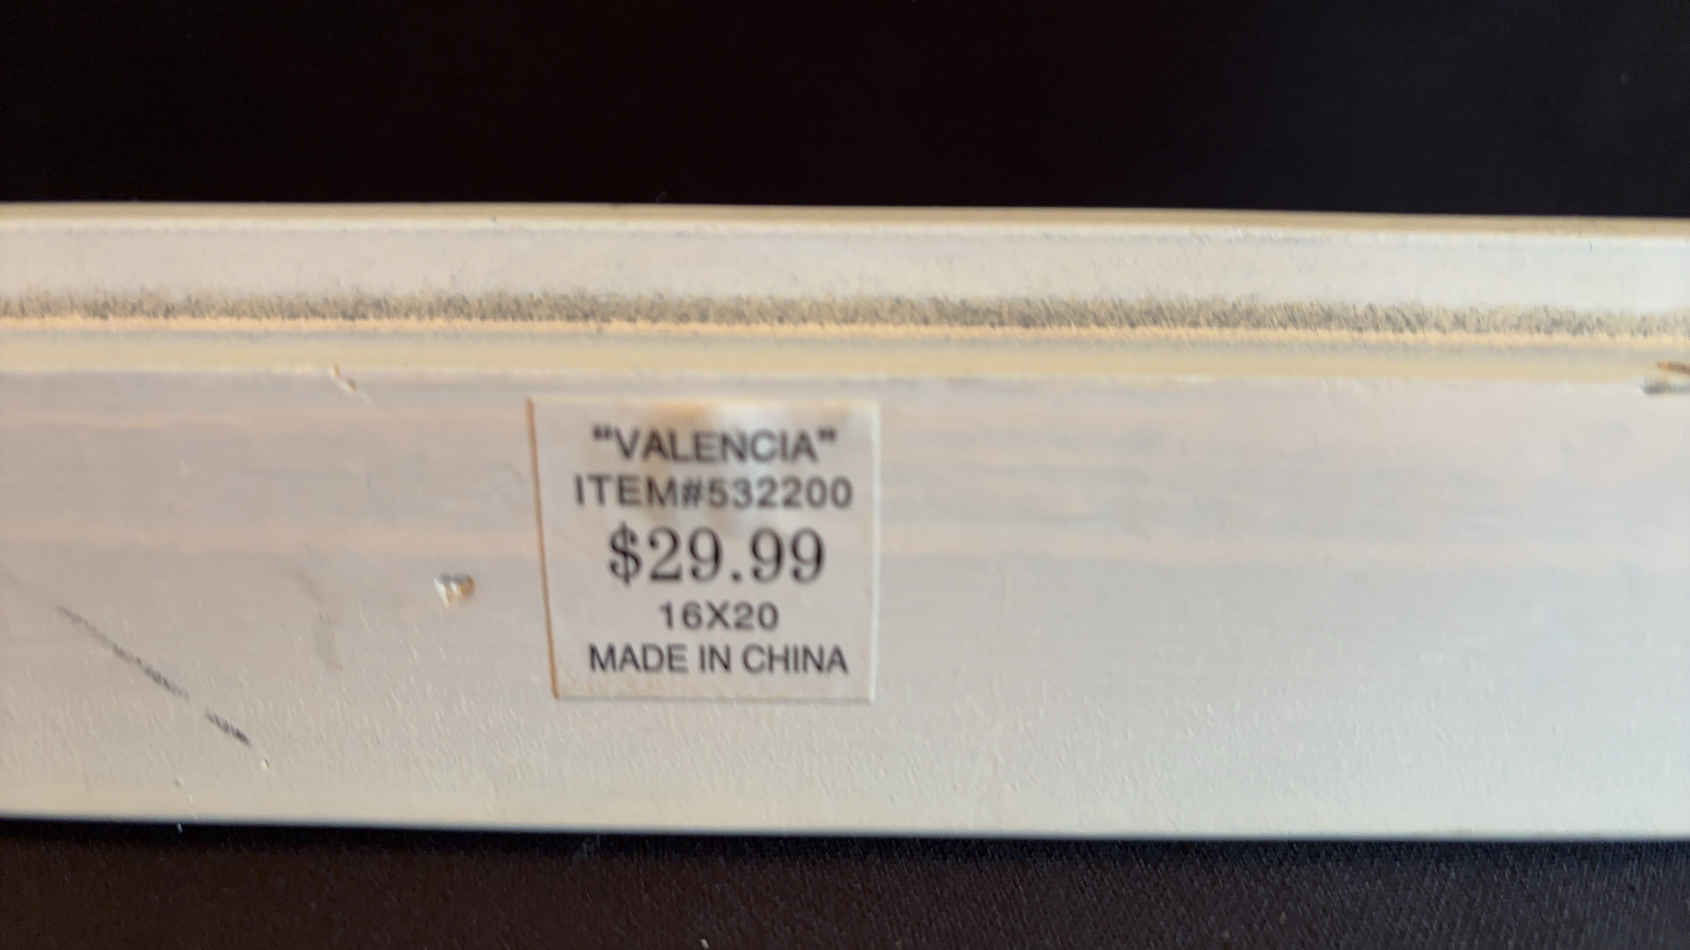 "VALENCIA"
ITEM#532200
$29.99
16X20
MADE IN CHINA